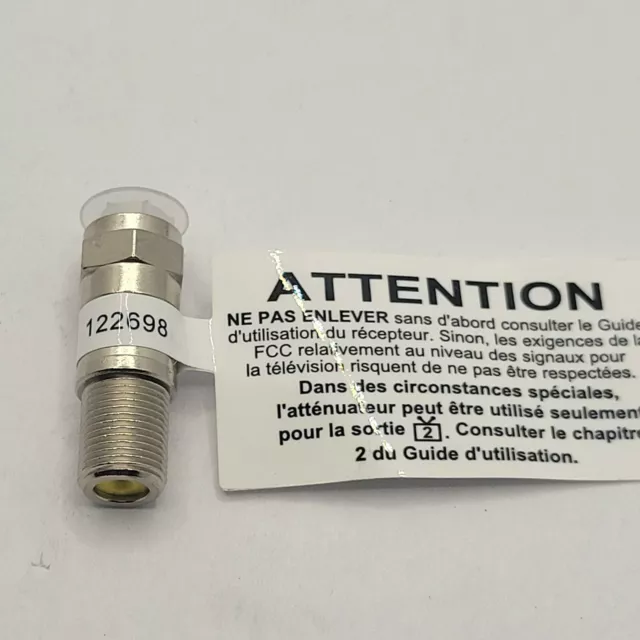 122698
ATTENTION
NE PAS ENLEVER sans d'abord consulter le Guide
d'utilisation du récepteur. Sinon, les exigences de la
FCC relativement au niveau des signaux pour
la télévision risquent de ne pas être respectées.
Dans des circonstances spéciales,
l'atténuateur peut être utilisé seulement
pour la sortie 2. Consulter le chapitre
2 du Guide d'utilisation.